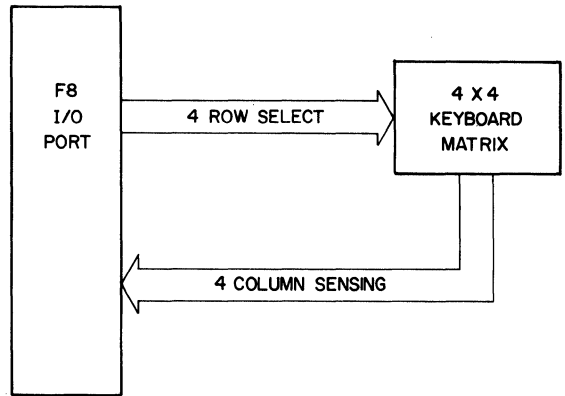 F8
I/O
PORT
4 ROW SELECT
4 X 4
KEYBOARD
MATRIX
4 COLUMN SENSING